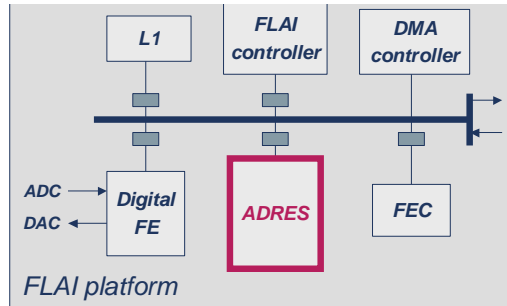 L1
FLAI
controller
DMA
controller
ADC
DAC
Digital
FE
ADRES
FEC
FLAI platform